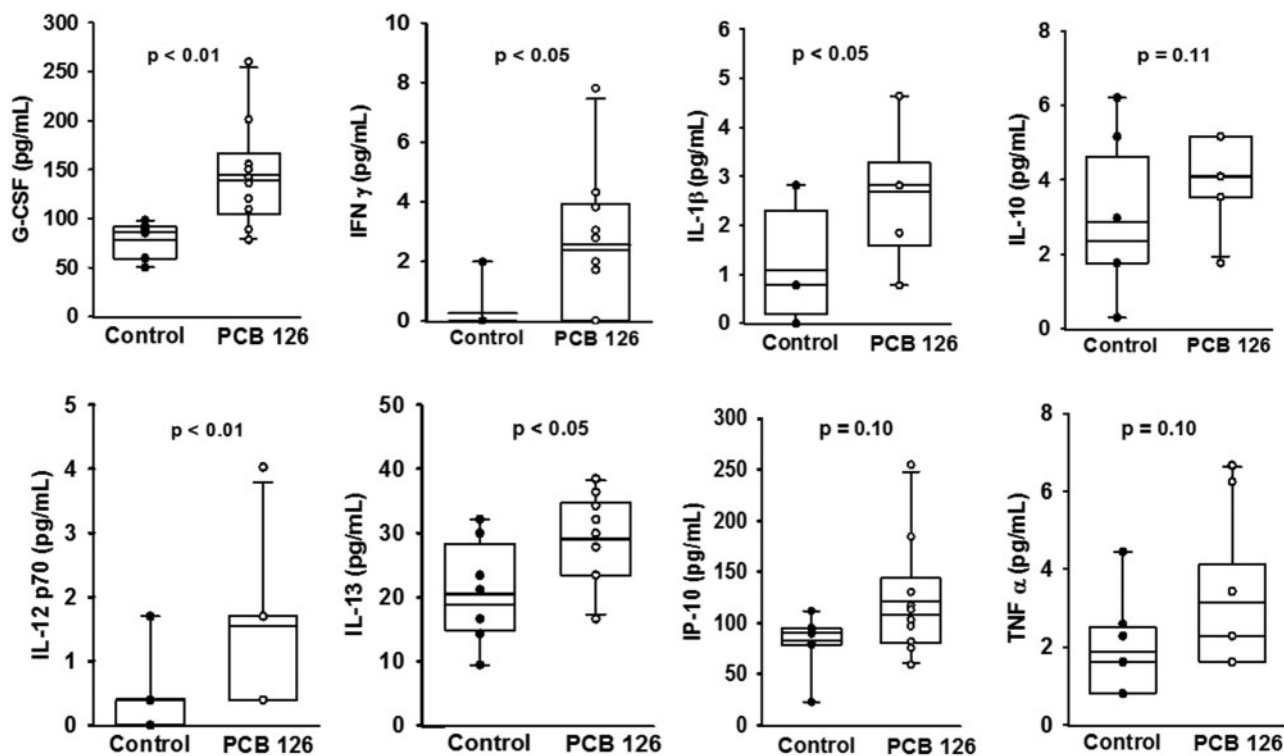 G-CSF (pg/mL)
300
250
200
150
100
50
0
p < 0.01
Control
PCB 126
IFN γ (pg/mL)
10
8
6
4
2
0
p < 0.05
Control
PCB 126
IL-1β (pg/mL)
6
5
4
3
2
1
0
p < 0.05
Control
PCB 126
IL-10 (pg/mL)
8
6
4
2
0
p = 0.11
Control
PCB 126
IL-12 p70 (pg/mL)
5
4
3
2
1
0
p < 0.01
Control
PCB 126
IL-13 (pg/mL)
50
40
30
20
10
0
p < 0.05
Control
PCB 126
IP-10 (pg/mL)
300
250
200
150
100
50
0
p = 0.10
Control
PCB 126
TNF α (pg/mL)
8
6
4
2
0
p = 0.10
Control
PCB 126